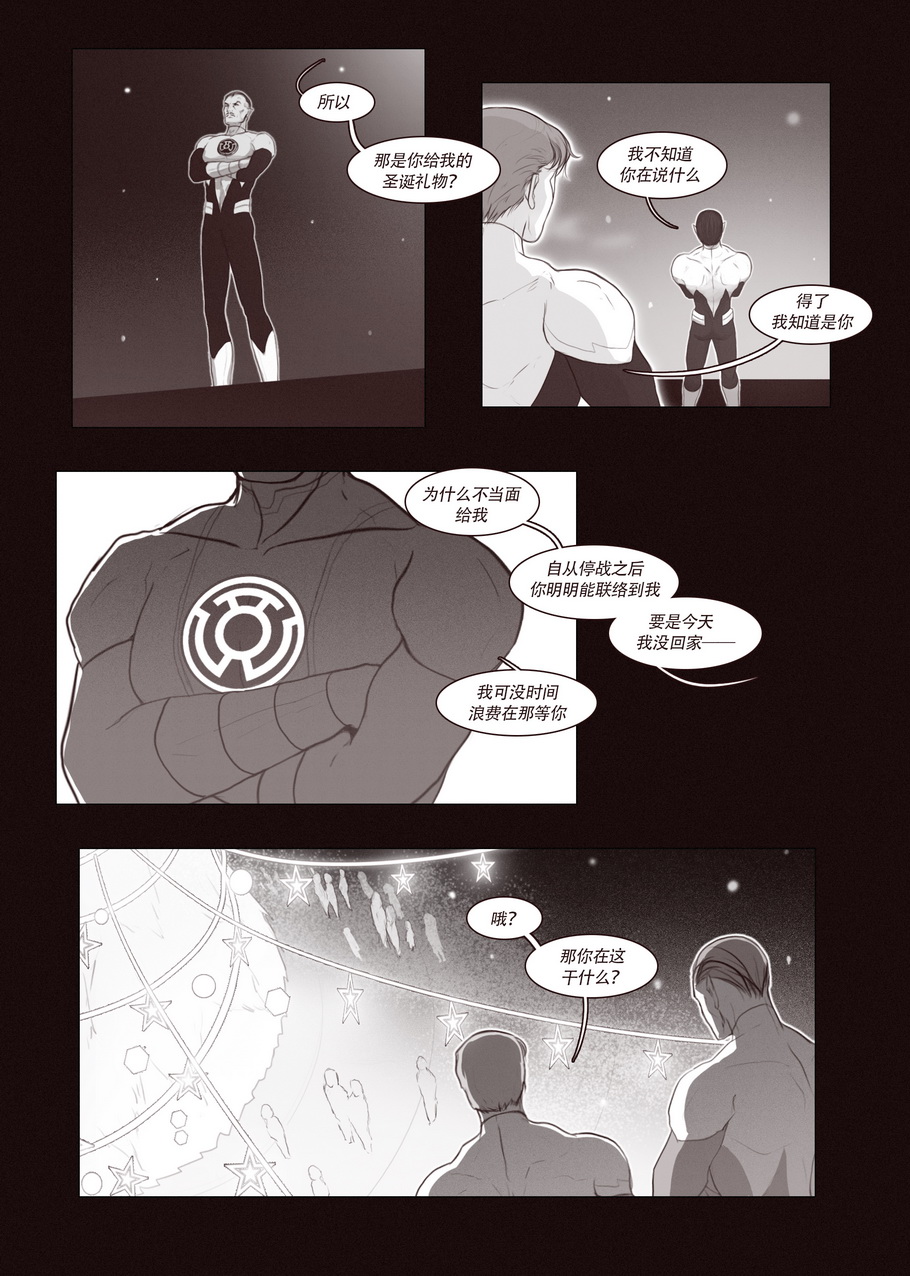 所以
那是你给我的
圣诞礼物?
我不知道
你在说什么
得了
我知道是你
为什么不当面
给我
自从停战之后
你明明能联络到我
要是今天
我没回家——
我可没时间
浪费在那等你
哦?
那你在这
干什么?